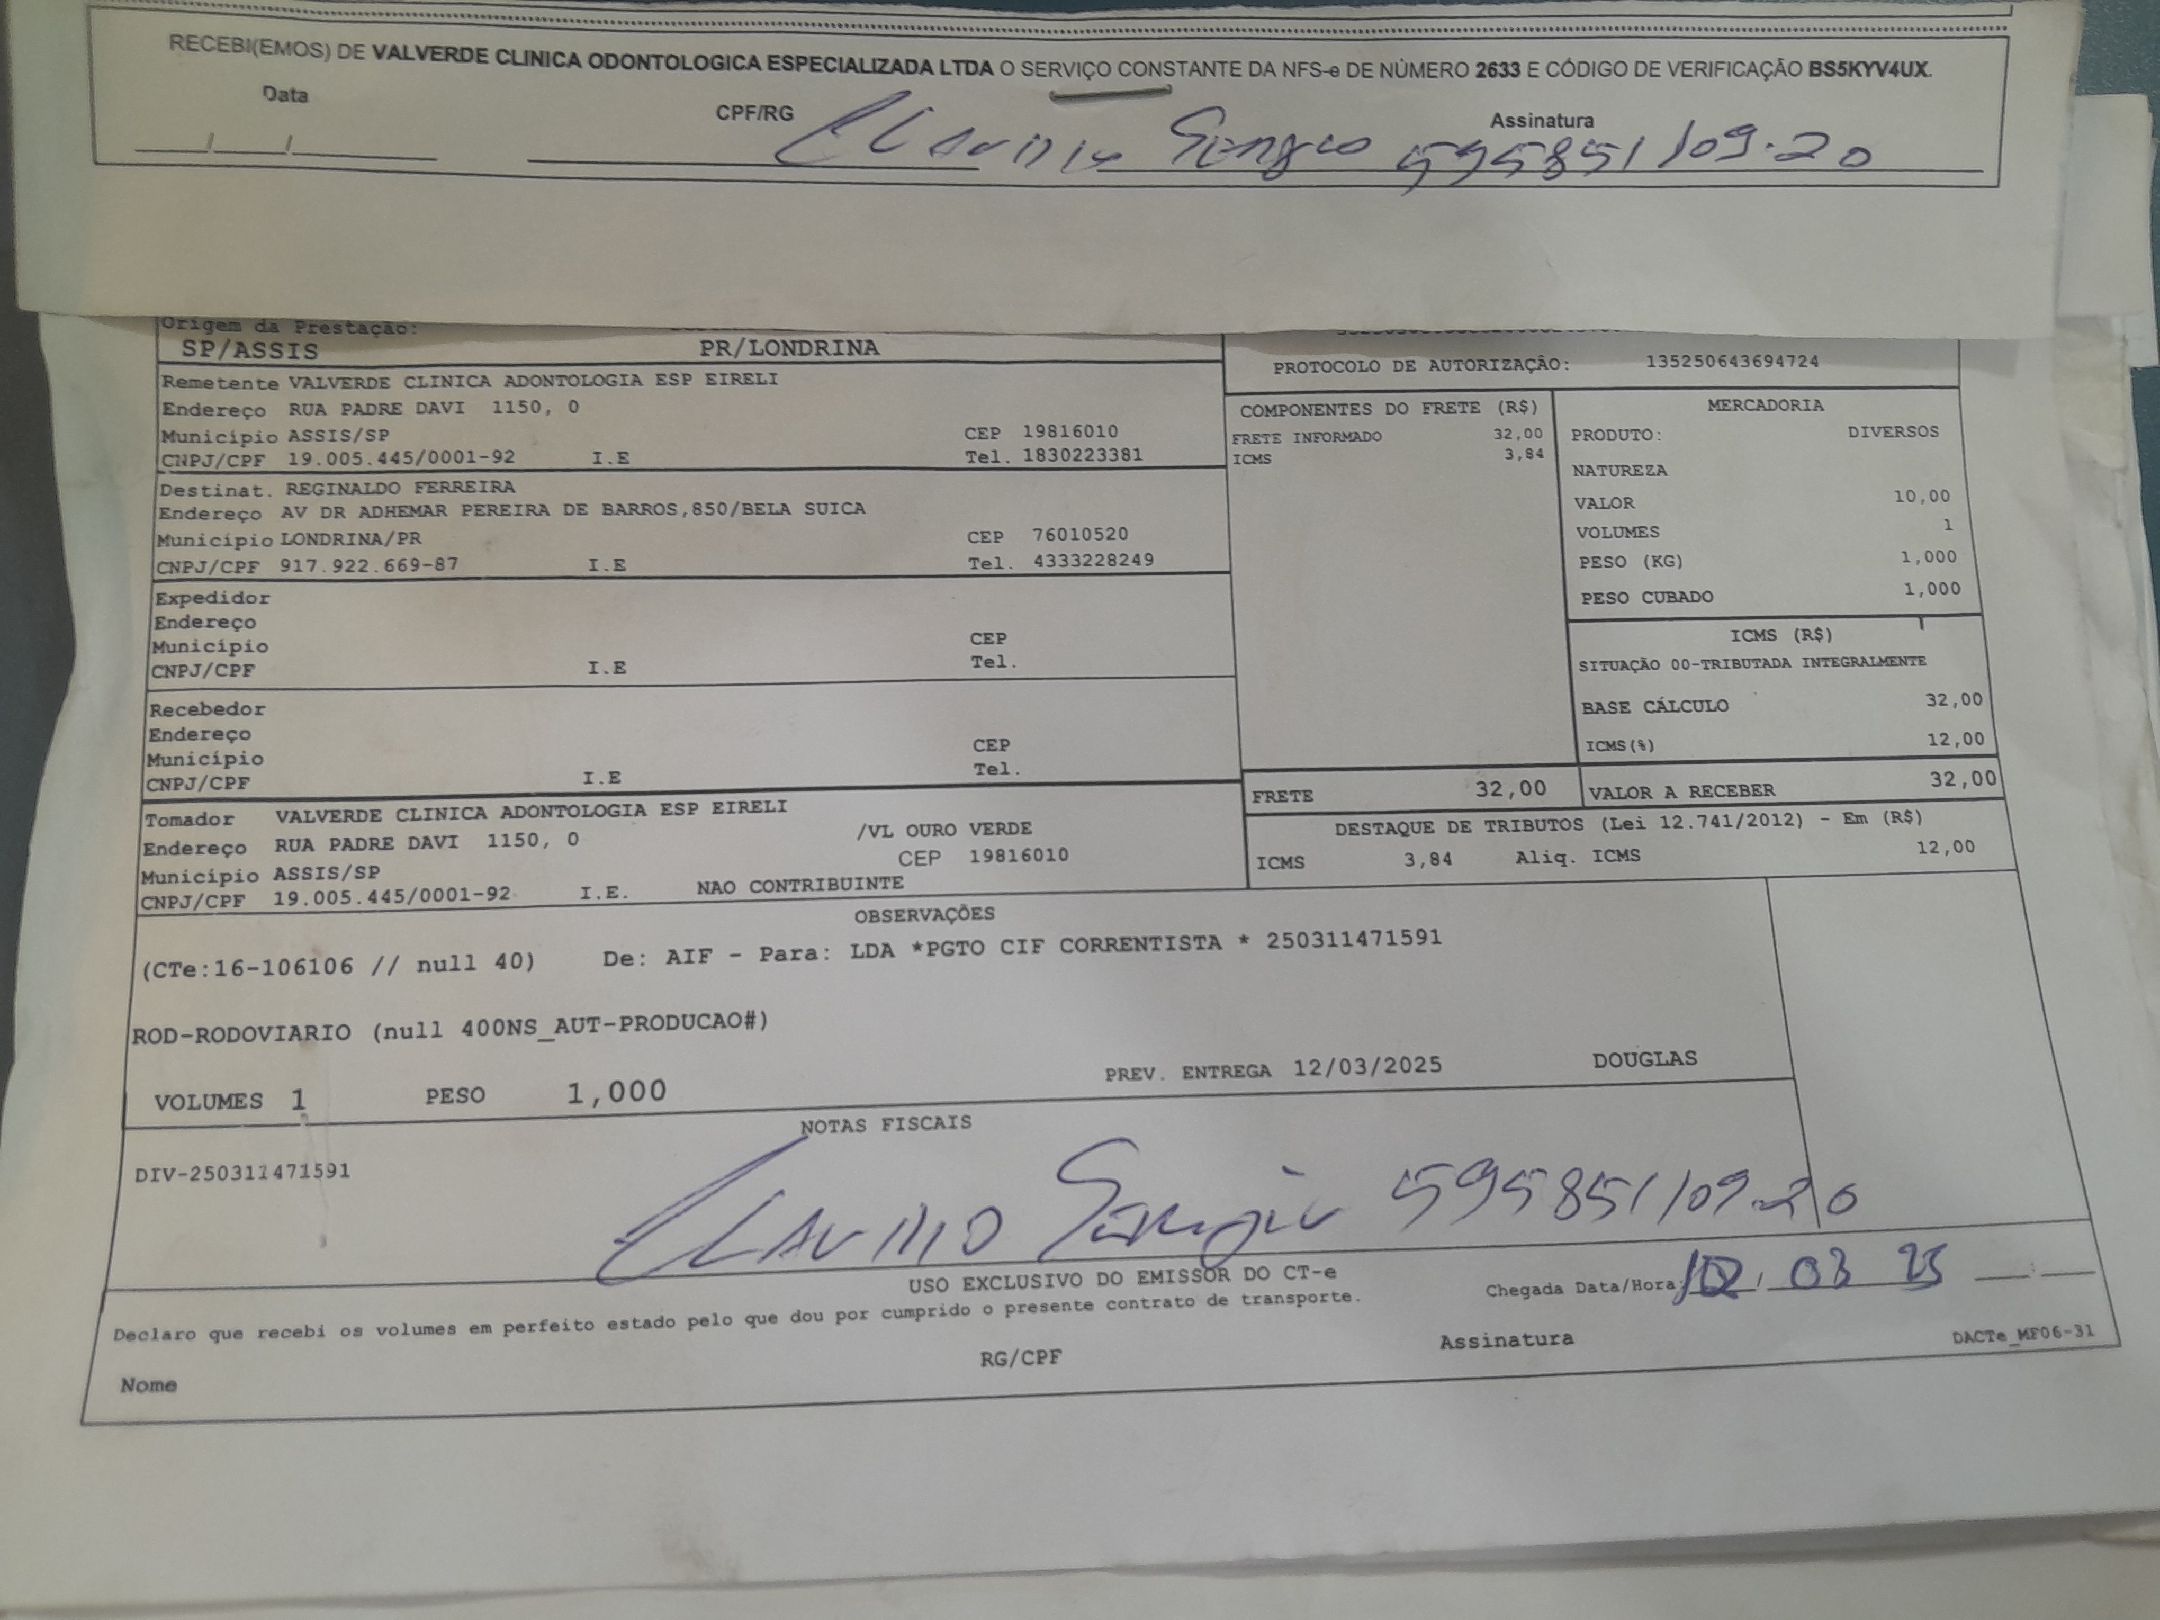 RECEBI(EMOS) DE VALVERDE CLINICA ODONTOLOGICA ESPECIALIZADA LTDA O SERVIÇO CONSTANTE DA NFS-e DE NÚMERO 2633 E CÓDIGO DE VERIFICAÇÃO BS5KYV4UX.
Data CPF/RG Assinatura
Claudio Sergio 595851109-20
Origem da Prestação:
SP/ASSIS PR/LONDRINA
PROTOCOLO DE AUTORIZAÇÃO: 135250643694724
Remetente VALVERDE CLINICA ADONTOLOGIA ESP EIRELI
Endereço RUA PADRE DAVI 1150, 0
Município ASSIS/SP CEP 19816010
CNPJ/CPF 19.005.445/0001-92 I.E Tel. 1830223381
Destinat. REGINALDO FERREIRA
Endereço AV DR ADHEMAR PEREIRA DE BARROS,850/BELA SUICA
Município LONDRINA/PR CEP 76010520
CNPJ/CPF 917.922.669-87 I.E Tel. 4333228249
Expedidor
Endereço
Município CEP
CNPJ/CPF I.E Tel.
Recebedor
Endereço
Município CEP
CNPJ/CPF I.E Tel.
Tomador VALVERDE CLINICA ADONTOLOGIA ESP EIRELI
Endereço RUA PADRE DAVI 1150, 0 /VL OURO VERDE
Município ASSIS/SP CEP 19816010
CNPJ/CPF 19.005.445/0001-92 I.E. NAO CONTRIBUINTE
COMPONENTES DO FRETE (R$)
FRETE INFORMADO 32,00
ICMS 3,84
MERCADORIA
PRODUTO: DIVERSOS
NATUREZA
VALOR 10,00
VOLUMES 1
PESO (KG) 1,000
PESO CUBADO 1,000
ICMS (R$)
SITUAÇÃO 00-TRIBUTADA INTEGRALMENTE
BASE CÁLCULO 32,00
ICMS(%) 12,00
FRETE 32,00 VALOR A RECEBER 32,00
DESTAQUE DE TRIBUTOS (Lei 12.741/2012) - Em (R$)
ICMS 3,84 Aliq. ICMS 12,00
OBSERVAÇÕES
(CTe:16-106106 // null 40) De: AIF - Para: LDA *PGTO CIF CORRENTISTA * 250311471591
ROD-RODOVIARIO (null 400NS_AUT-PRODUCAO#)
VOLUMES 1 PESO 1,000 PREV. ENTREGA 12/03/2025 DOUGLAS
NOTAS FISCAIS
DIV-250311471591
Claudio Sergio 595851109-20
USO EXCLUSIVO DO EMISSOR DO CT-e
Chegada Data/Hora: 12/ 03 25 :
Declaro que recebi os volumes em perfeito estado pelo que dou por cumprido o presente contrato de transporte.
Nome RG/CPF Assinatura DACTe_MF06-31